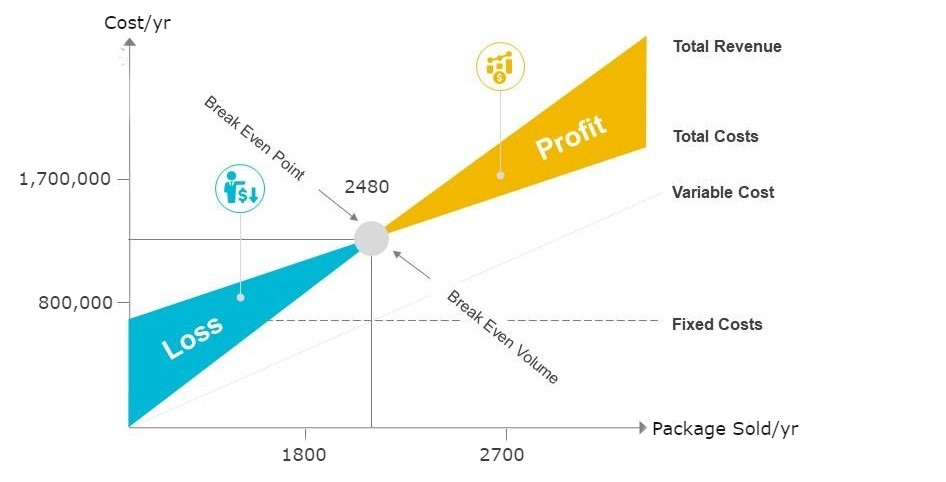 Cost/yr
Total Revenue
Break Even Point
Profit
Total Costs
1,700,000
2480
Variable Cost
$
$
800,000
Loss
Break Even Volume
Fixed Costs
Package Sold/yr
1800
2700